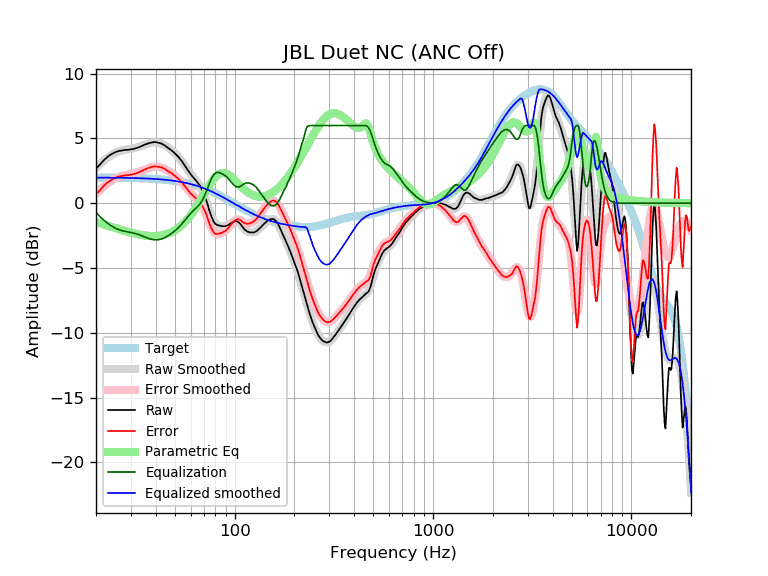 JBL Duet NC (ANC Off)
10
5
0
−5
−10
−15
−20
Amplitude (dBr)
Target
Raw Smoothed
Error Smoothed
Raw
Error
Parametric Eq
Equalization
Equalized smoothed
100
1000
10000
Frequency (Hz)